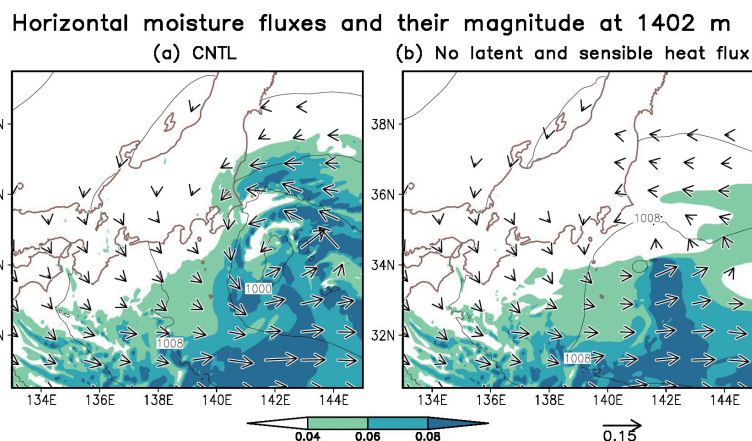 Horizontal moisture fluxes and their magnitude at 1402 m
(a) CNTL
(b) No latent and sensible heat flux
N
38N
N
36N
1008
N
34N
1000
N
32N
1008
1008
134E 136E 138E 140E 142E 144E
134E 136E 138E 140E 142E 144E
0.04 0.06 0.08
0.15